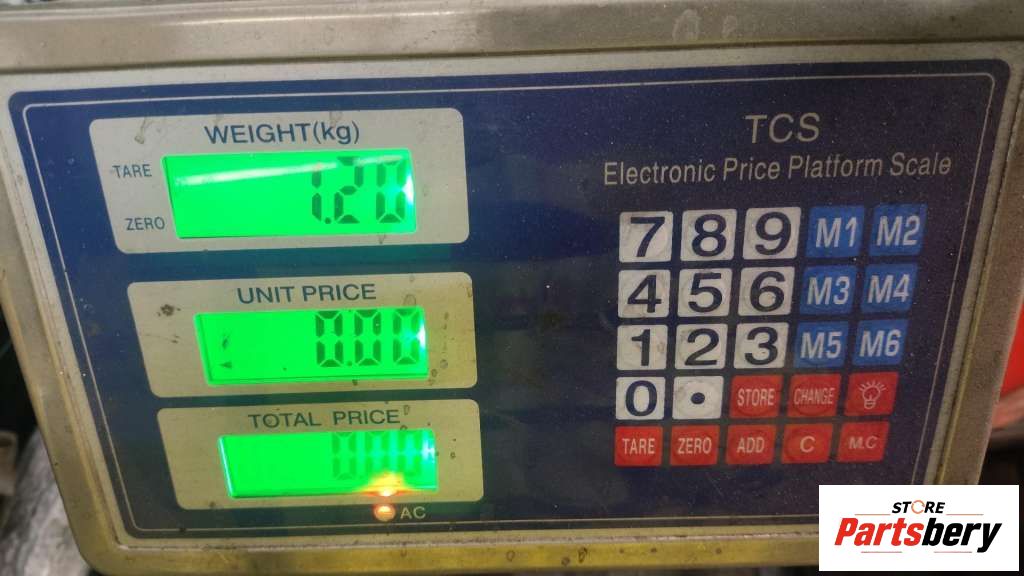 WEIGHT(kg)
TARE
1.20
ZERO
UNIT PRICE
0.00
TOTAL PRICE
0.00
AC
TCS
Electronic Price Platform Scale
7 8 9 M1 M2
4 5 6 M3 M4
1 2 3 M5 M6
0 . STORE CHANGE
TARE ZERO ADD C M.C
STORE
Partsbery